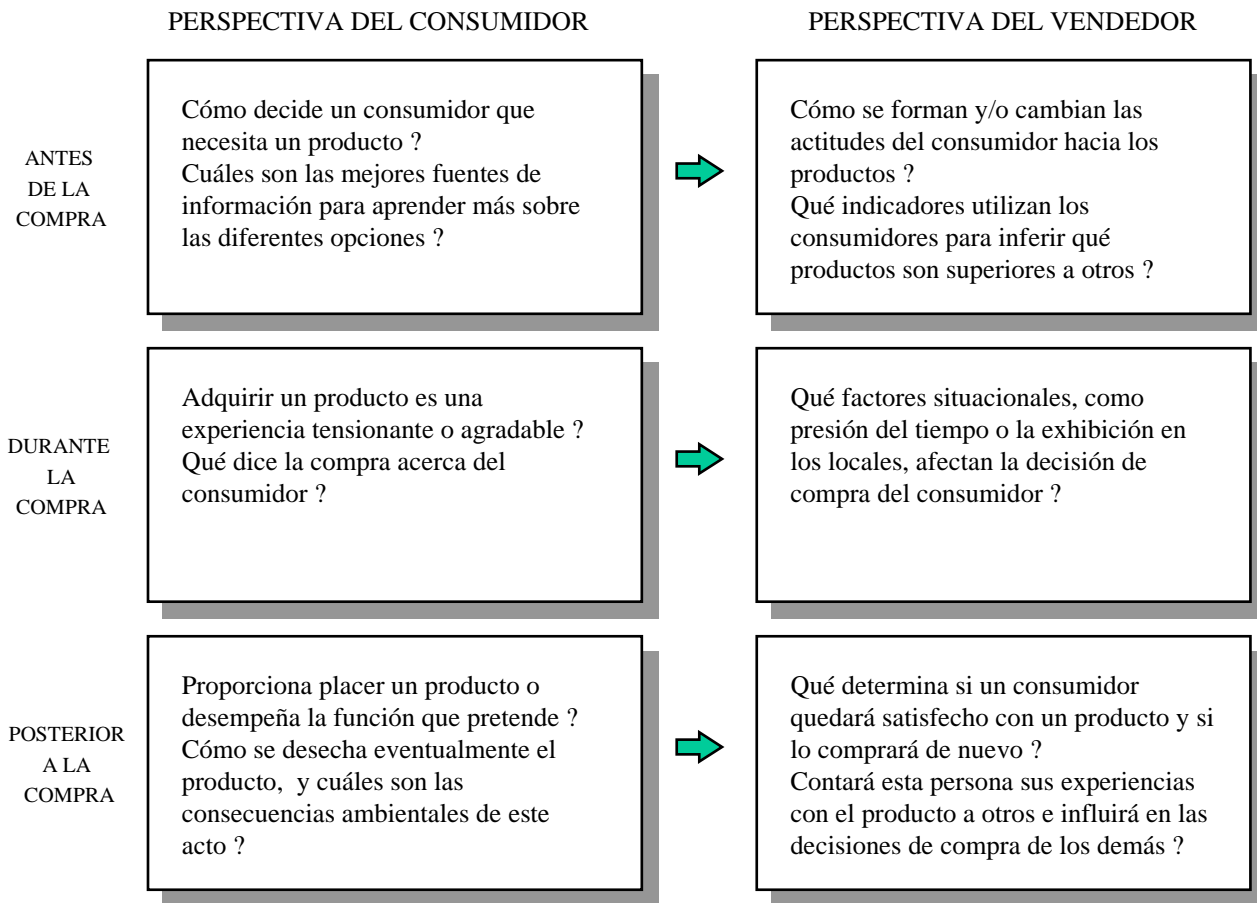 PERSPECTIVA DEL CONSUMIDOR
PERSPECTIVA DEL VENDEDOR
ANTES
DE LA
COMPRA
Cómo decide un consumidor que
necesita un producto ?
Cuáles son las mejores fuentes de
información para aprender más sobre
las diferentes opciones ?
Cómo se forman y/o cambian las
actitudes del consumidor hacia los
productos ?
Qué indicadores utilizan los
consumidores para inferir qué
productos son superiores a otros ?
DURANTE
LA
COMPRA
Adquirir un producto es una
experiencia tensionante o agradable ?
Qué dice la compra acerca del
consumidor ?
Qué factores situacionales, como
presión del tiempo o la exhibición en
los locales, afectan la decisión de
compra del consumidor ?
POSTERIOR
A LA
COMPRA
Proporciona placer un producto o
desempeña la función que pretende ?
Cómo se desecha eventualmente el
producto,  y cuáles son las
consecuencias ambientales de este
acto ?
Qué determina si un consumidor
quedará satisfecho con un producto y si
lo comprará de nuevo ?
Contará esta persona sus experiencias
con el producto a otros e influirá en las
decisiones de compra de los demás ?